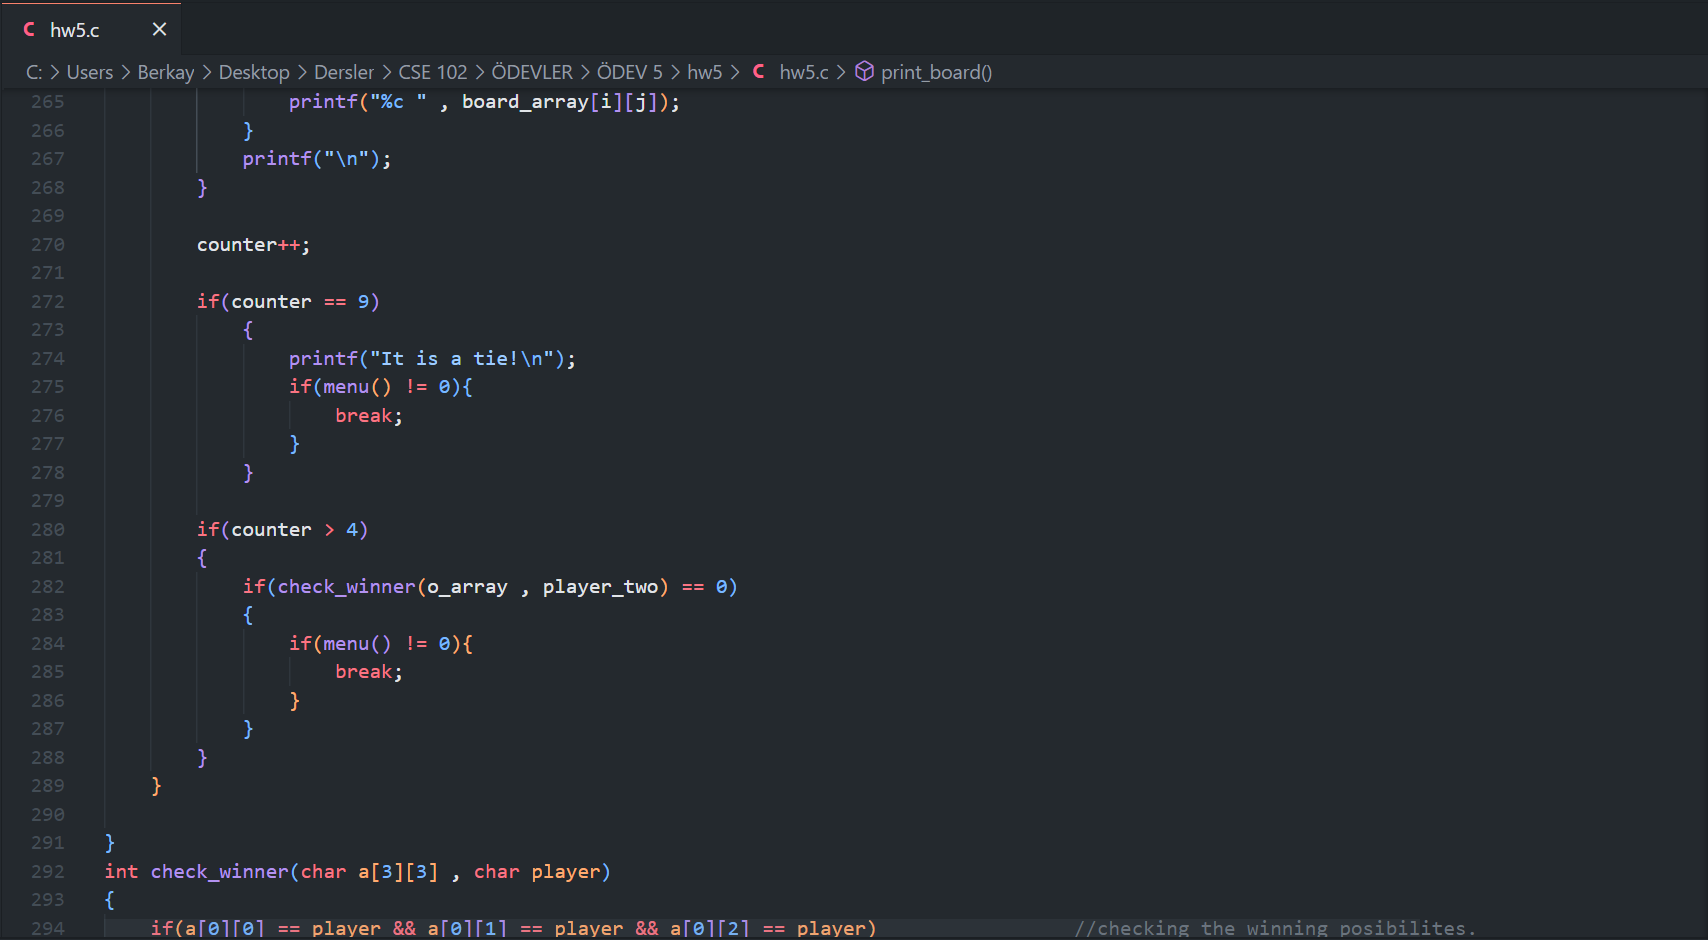 hw5.c
C: > Users > Berkay > Desktop > Dersler > CSE 102 > ÖDEVLER > ÖDEV 5 > hw5 > C hw5.c > print_board()
265 printf("%c " , board_array[i][j]);
266 }
267 printf("\n");
268 }
269
270 counter++;
271
272 if(counter == 9)
273 {
274 printf("It is a tie!\n");
275 if(menu() != 0){
276 break;
277 }
278 }
279
280 if(counter > 4)
281 {
282 if(check_winner(o_array , player_two) == 0)
283 {
284 if(menu() != 0){
285 break;
286 }
287 }
288 }
289 }
290
291 }
292 int check_winner(char a[3][3] , char player)
293 {
294 if(a[0][0] == player && a[0][1] == player && a[0][2] == player) //checking the winning posibilites.